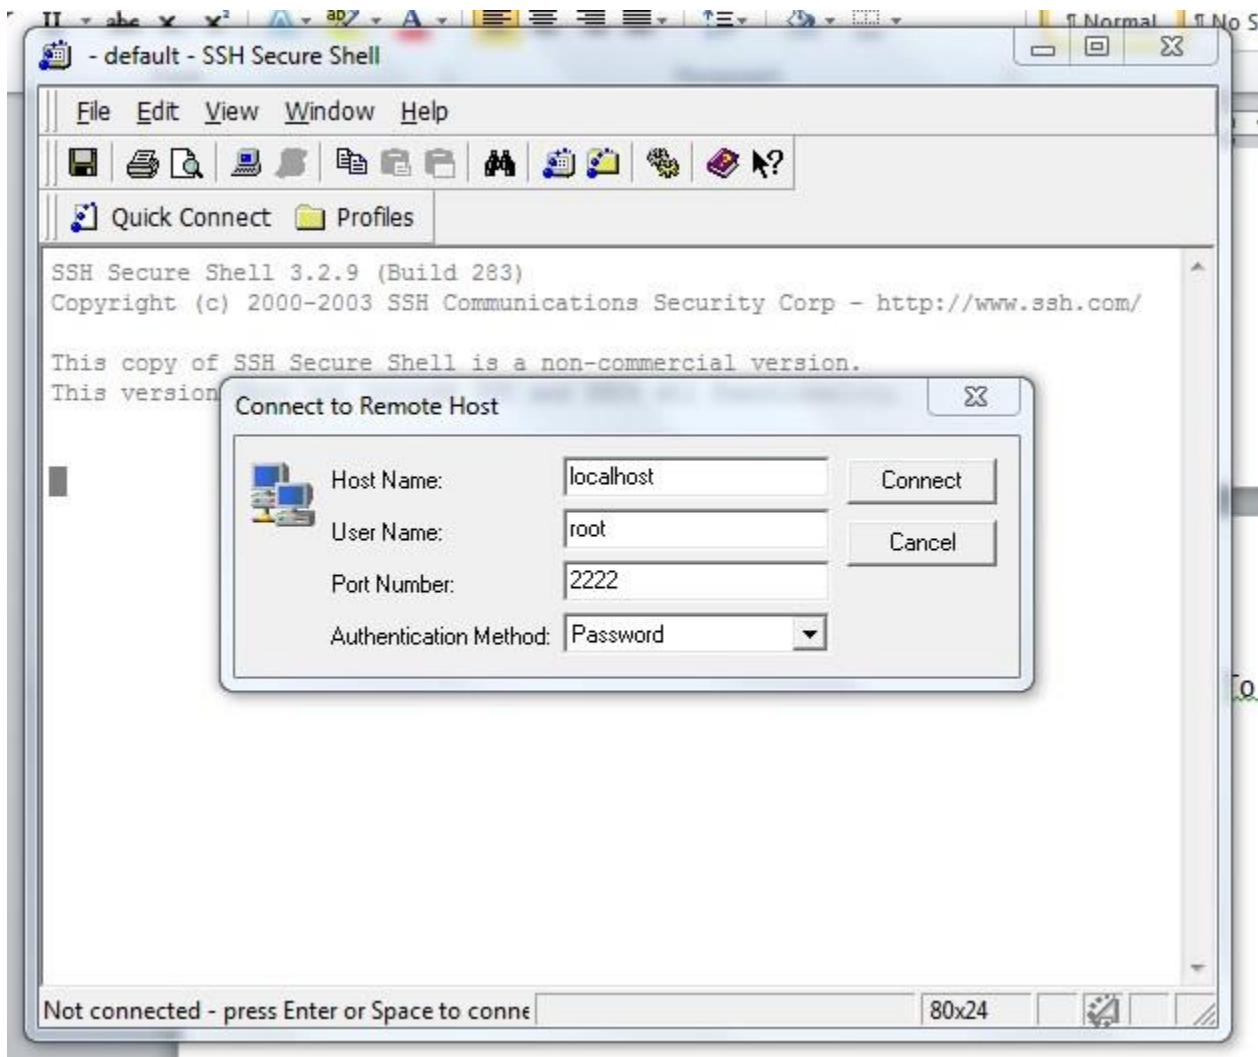 ¶ Normal ¶ No S
- default - SSH Secure Shell
File Edit View Window Help
Quick Connect Profiles
SSH Secure Shell 3.2.9 (Build 283)
Copyright (c) 2000-2003 SSH Communications Security Corp - http://www.ssh.com/
This copy of SSH Secure Shell is a non-commercial version.
This version
Connect to Remote Host
Host Name: localhost Connect
User Name: root Cancel
Port Number: 2222
Authentication Method: Password
To
Not connected - press Enter or Space to conne 80x24